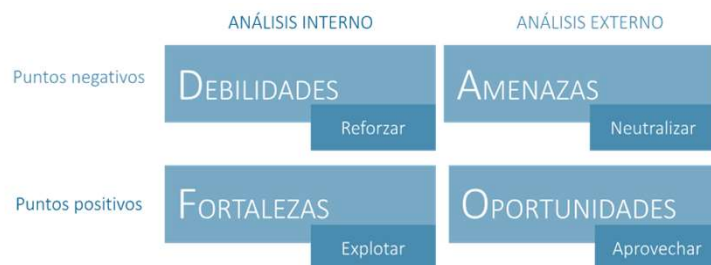 ANÁLISIS INTERNO
ANÁLISIS EXTERNO
Puntos negativos
DEBILIDADES
Reforzar
AMENAZAS
Neutralizar
Puntos positivos
FORTALEZAS
Explotar
OPORTUNIDADES
Aprovechar